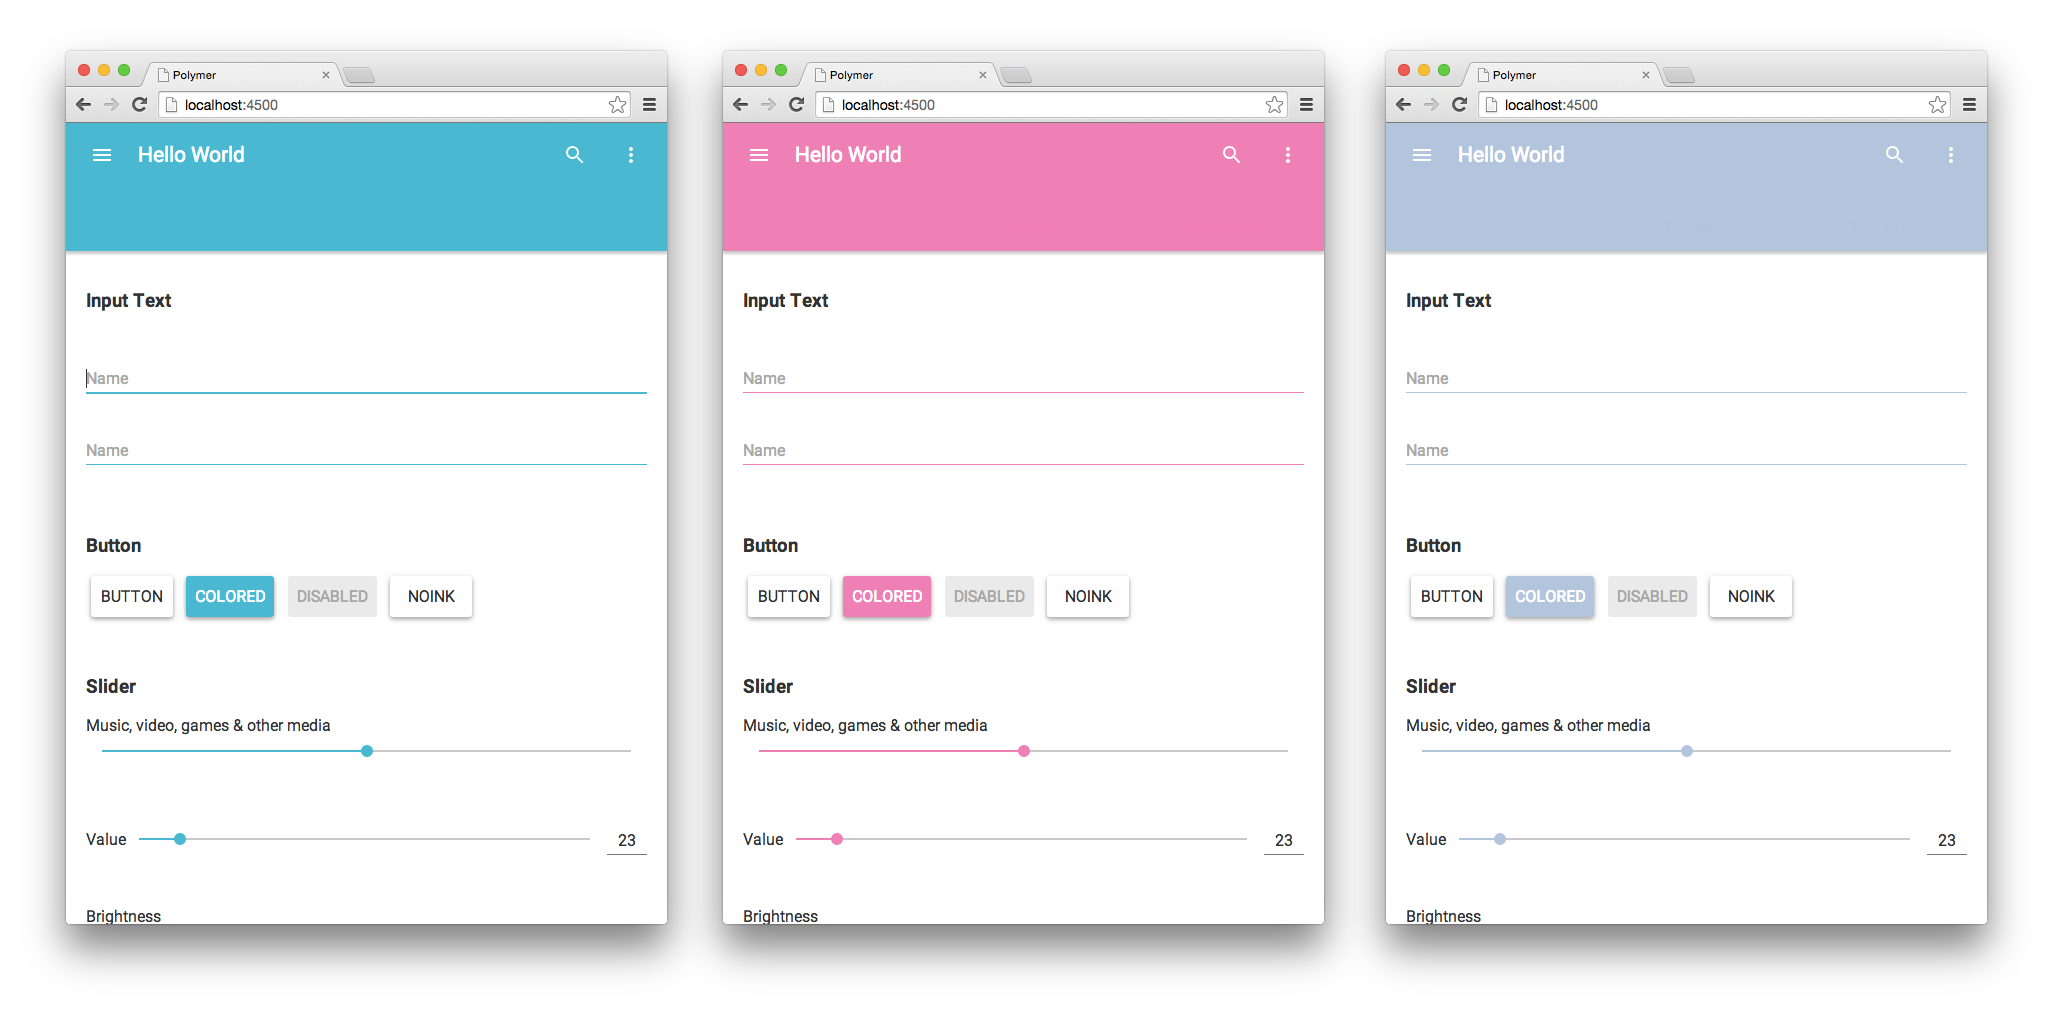 Polymer
localhost:4500
Hello World
Input Text
Name
Name
Button
BUTTON COLORED DISABLED NOINK
Slider
Music, video, games & other media
Value 23
Brightness
Polymer
localhost:4500
Hello World
Input Text
Name
Name
Button
BUTTON COLORED DISABLED NOINK
Slider
Music, video, games & other media
Value 23
Brightness
Polymer
localhost:4500
Hello World
Input Text
Name
Name
Button
BUTTON COLORED DISABLED NOINK
Slider
Music, video, games & other media
Value 23
Brightness